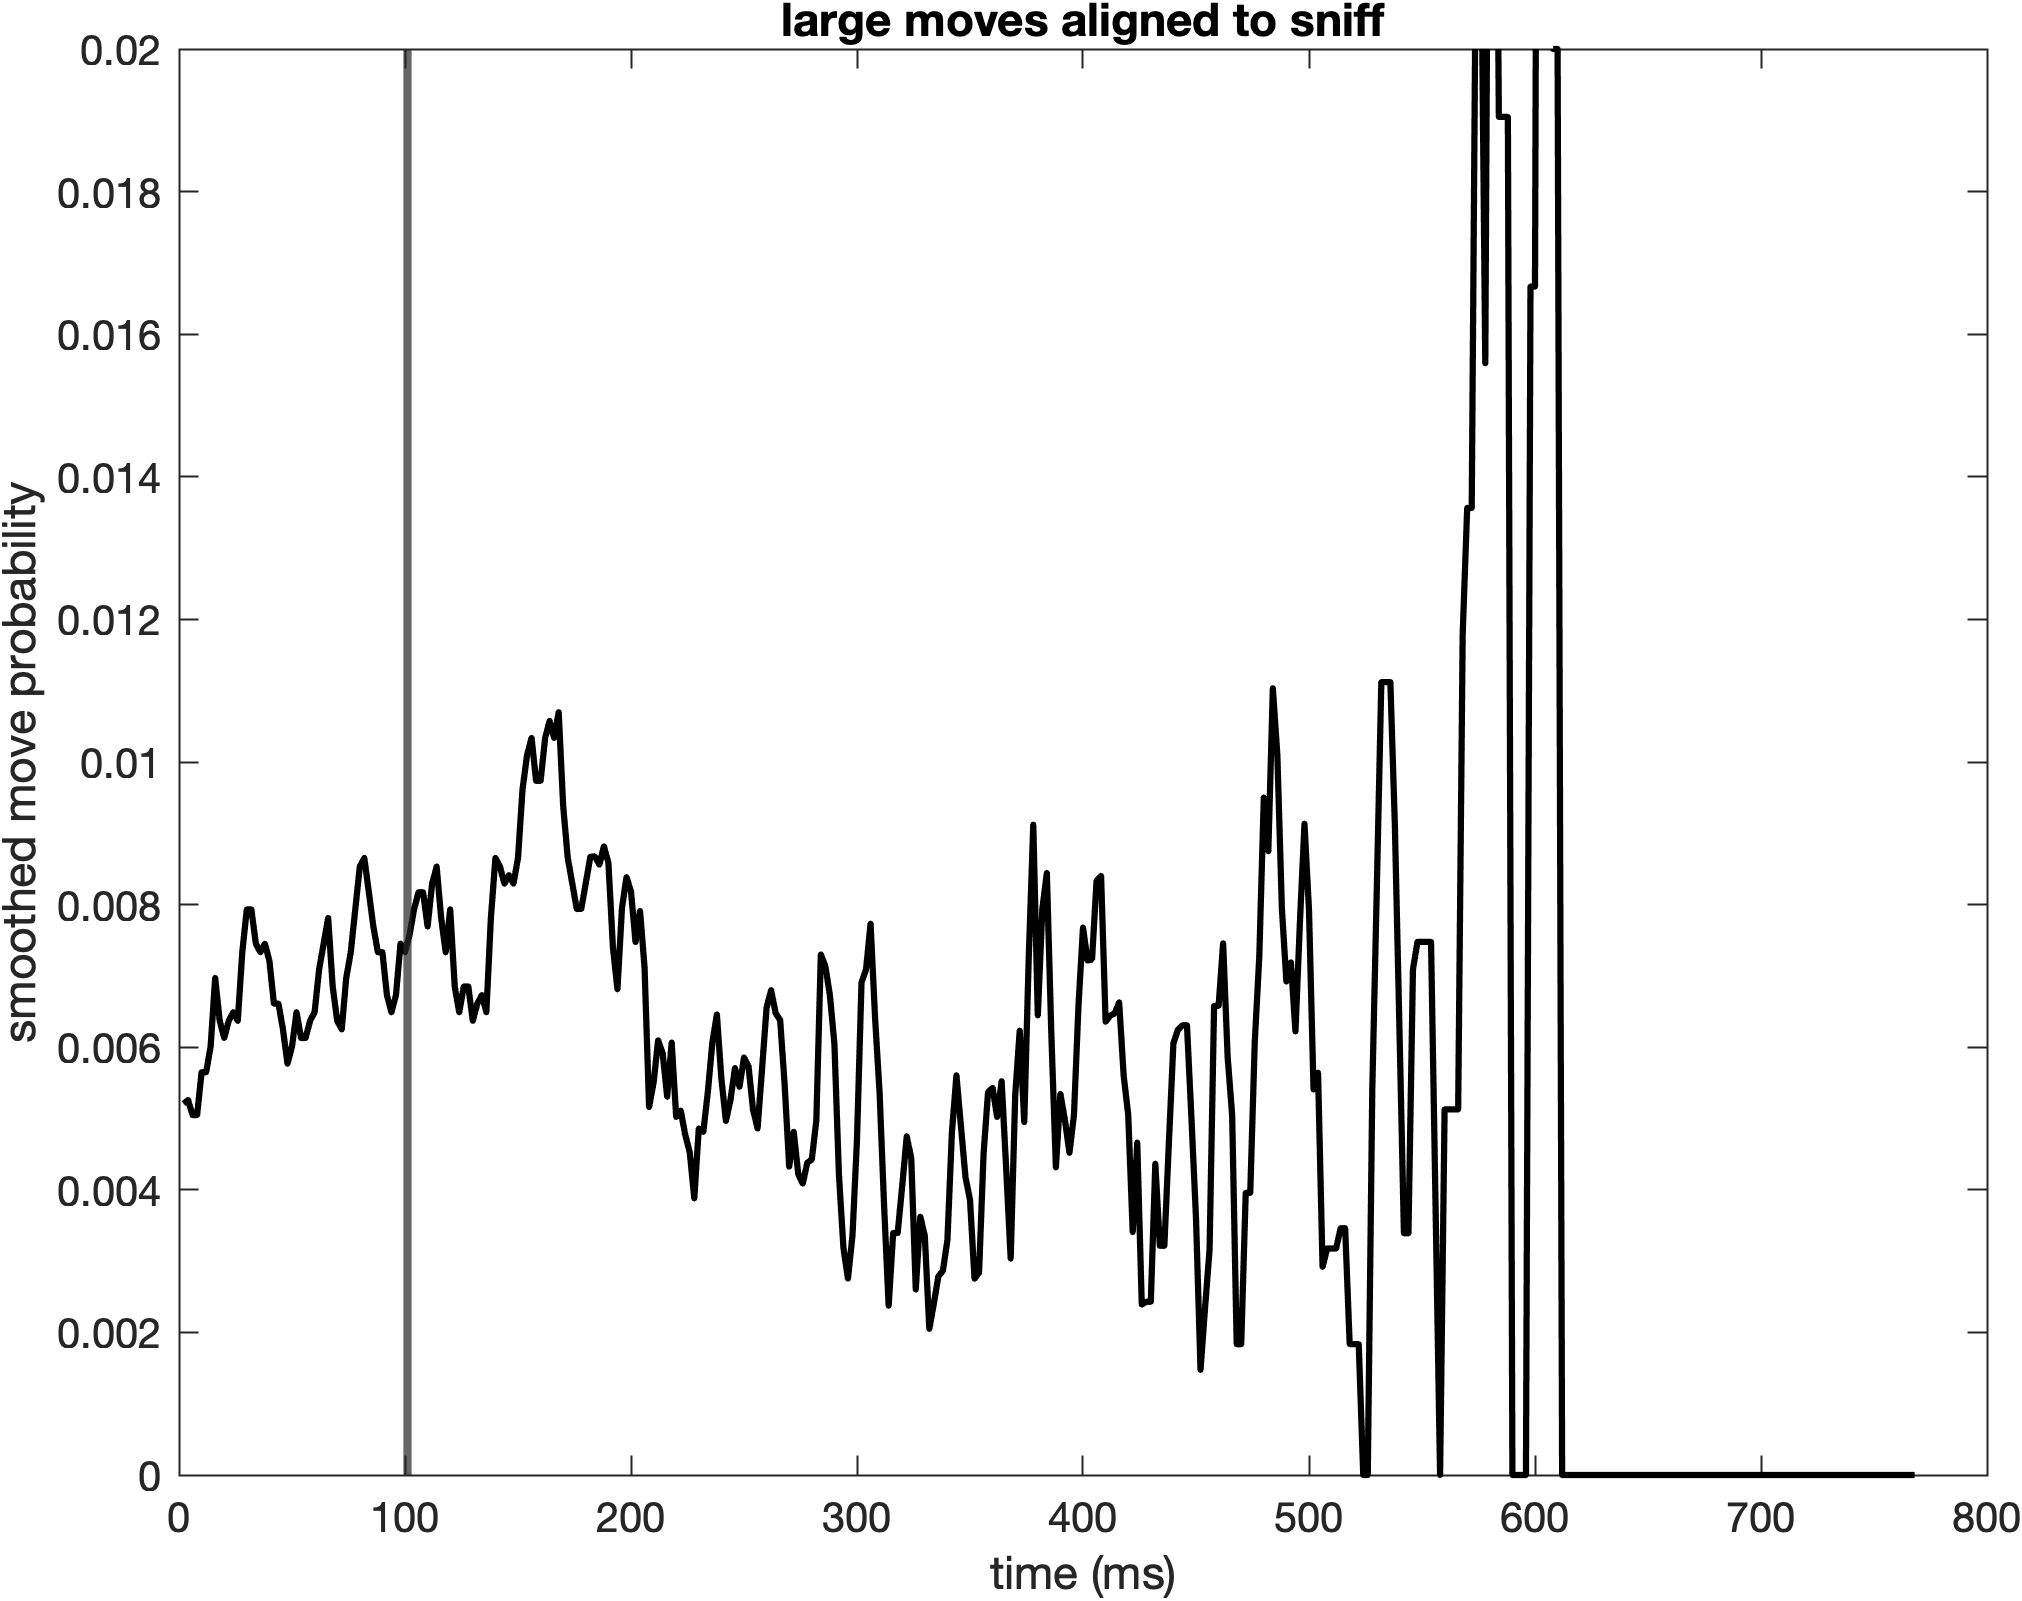 large moves aligned to sniff
smoothed move probability
0.02
0.018
0.016
0.014
0.012
0.01
0.008
0.006
0.004
0.002
0
0 100 200 300 400 500 600 700 800
time (ms)